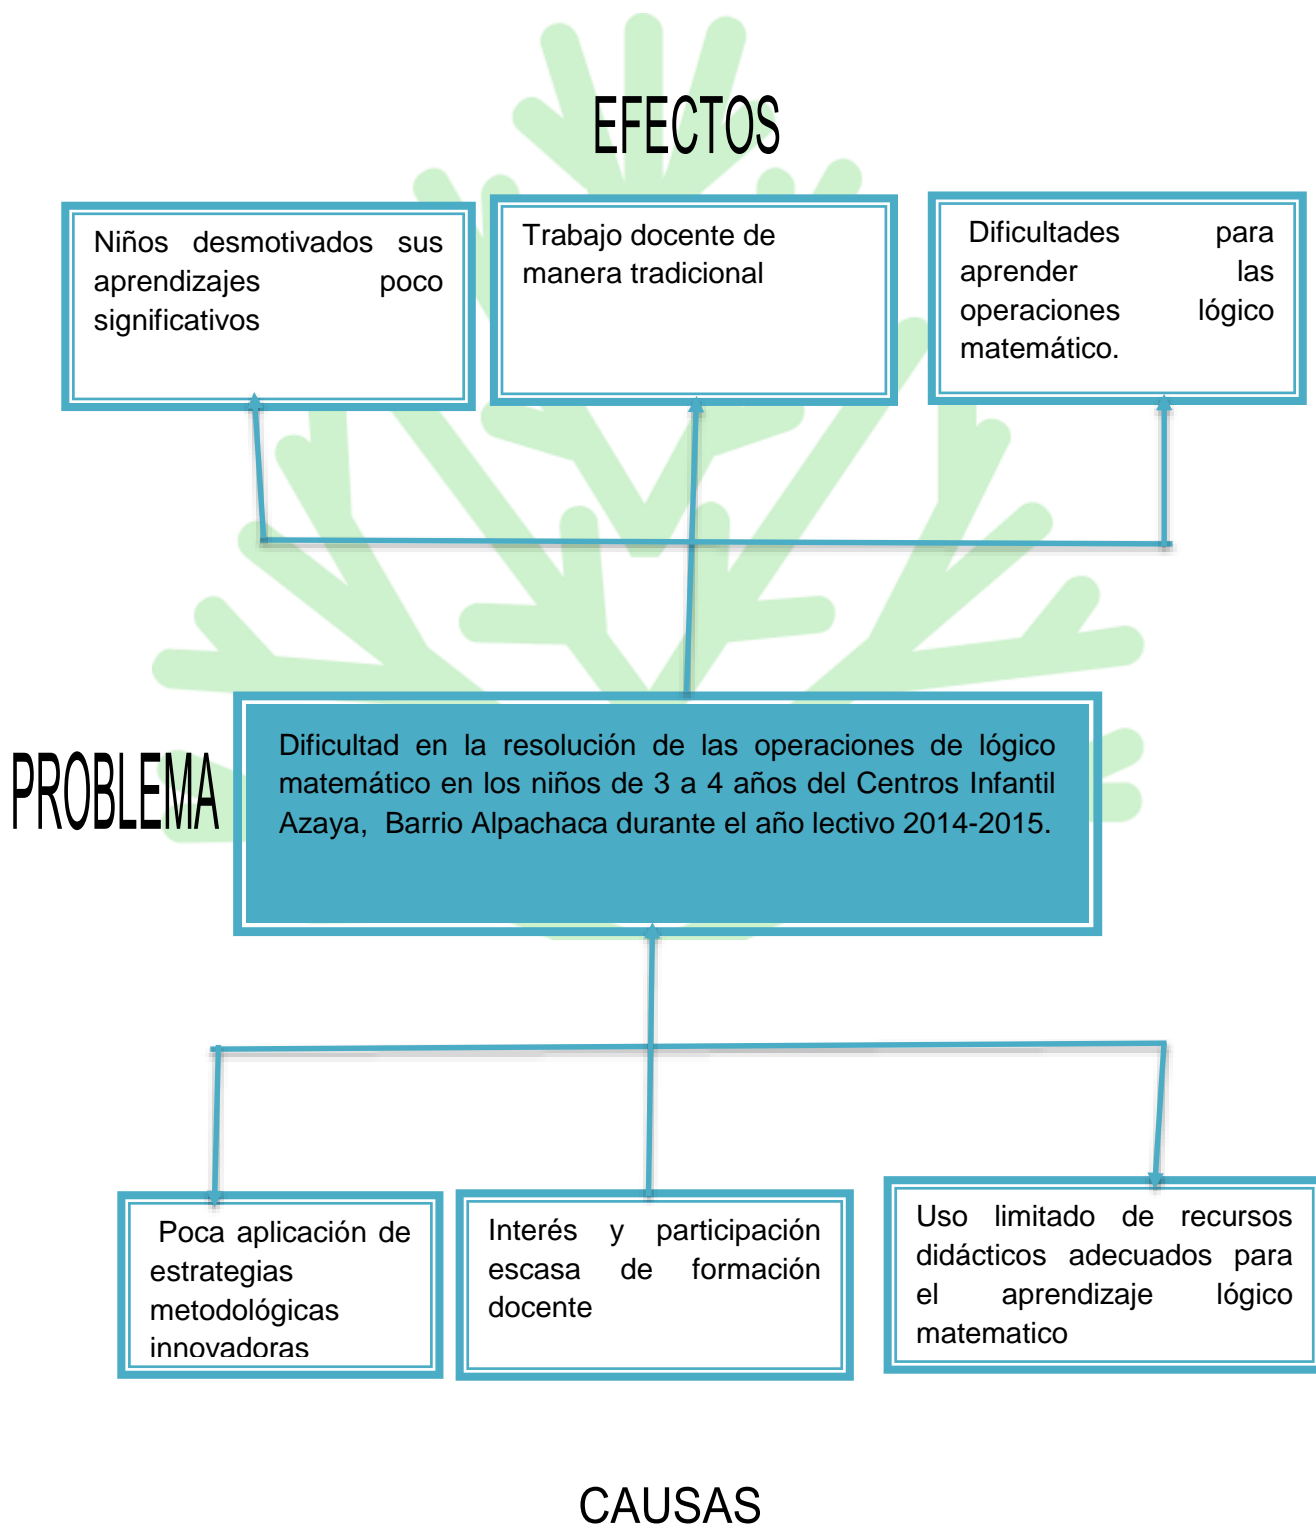 EFECTOS
Niños desmotivados sus
aprendizajes poco
significativos
Trabajo docente de
manera tradicional
Dificultades para
aprender las
operaciones lógico
matemático.
PROBLEMA
Dificultad en la resolución de las operaciones de lógico
matemático en los niños de 3 a 4 años del Centros Infantil
Azaya, Barrio Alpachaca durante el año lectivo 2014-2015.
Poca aplicación de
estrategias
metodológicas
innovadoras
Interés y participación
escasa de formación
docente
Uso limitado de recursos
didácticos adecuados para
el aprendizaje lógico
matematico
CAUSAS